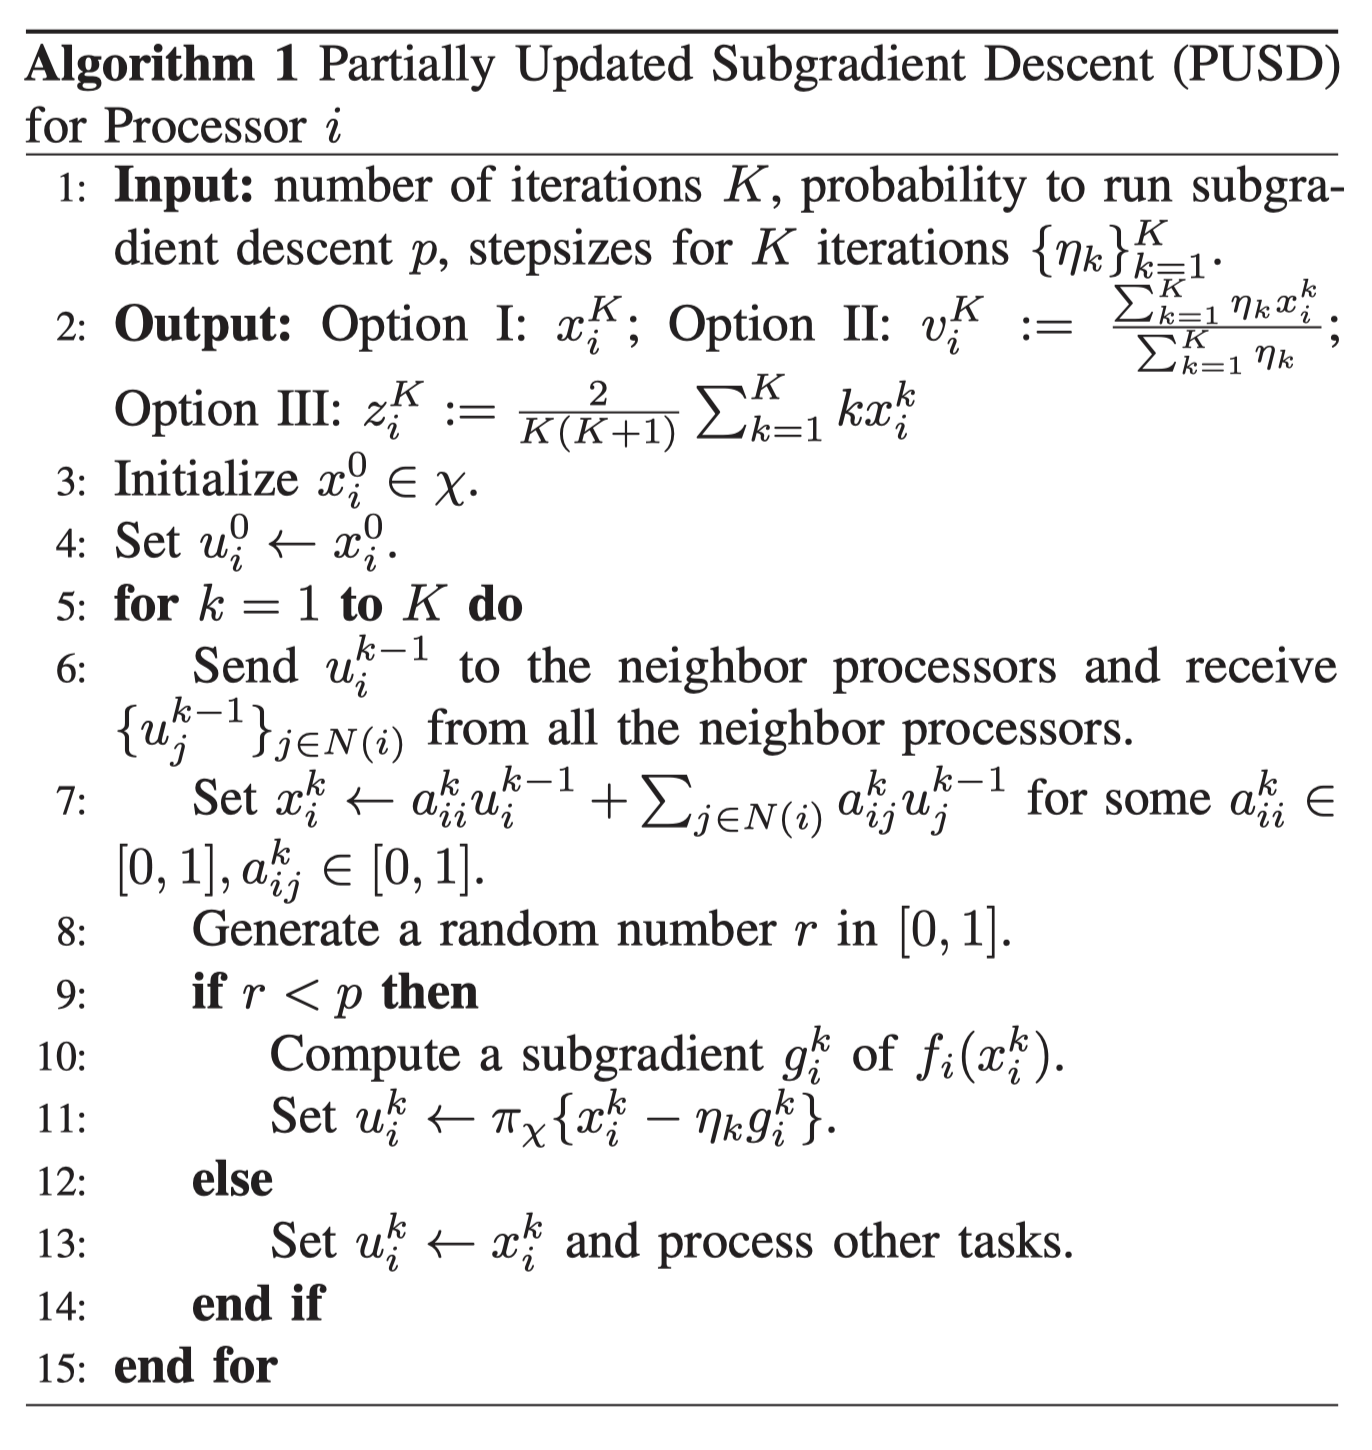 Algorithm 1 Partially Updated Subgradient Descent (PUSD)
for Processor $i$
1: Input: number of iterations $K$, probability to run subgra-
dient descent $p$, stepsizes for $K$ iterations $\{\eta_k\}_{k=1}^K$.
2: Output: Option I: $x_i^K$; Option II: $v_i^K := \frac{\sum_{k=1}^K \eta_k x_i^k}{\sum_{k=1}^K \eta_k}$;
Option III: $z_i^K := \frac{2}{K(K+1)} \sum_{k=1}^K k x_i^k$
3: Initialize $x_i^0 \in \chi$.
4: Set $u_i^0 \leftarrow x_i^0$.
5: for $k = 1$ to $K$ do
6: Send $u_i^{k-1}$ to the neighbor processors and receive
$\{u_j^{k-1}\}_{j \in N(i)}$ from all the neighbor processors.
7: Set $x_i^k \leftarrow a_{ii}^k u_i^{k-1} + \sum_{j \in N(i)} a_{ij}^k u_j^{k-1}$ for some $a_{ii}^k \in$
$[0, 1], a_{ij}^k \in [0, 1]$.
8: Generate a random number $r$ in $[0, 1]$.
9: if $r < p$ then
10: Compute a subgradient $g_i^k$ of $f_i(x_i^k)$.
11: Set $u_i^k \leftarrow \pi_\chi\{x_i^k - \eta_k g_i^k\}$.
12: else
13: Set $u_i^k \leftarrow x_i^k$ and process other tasks.
14: end if
15: end for